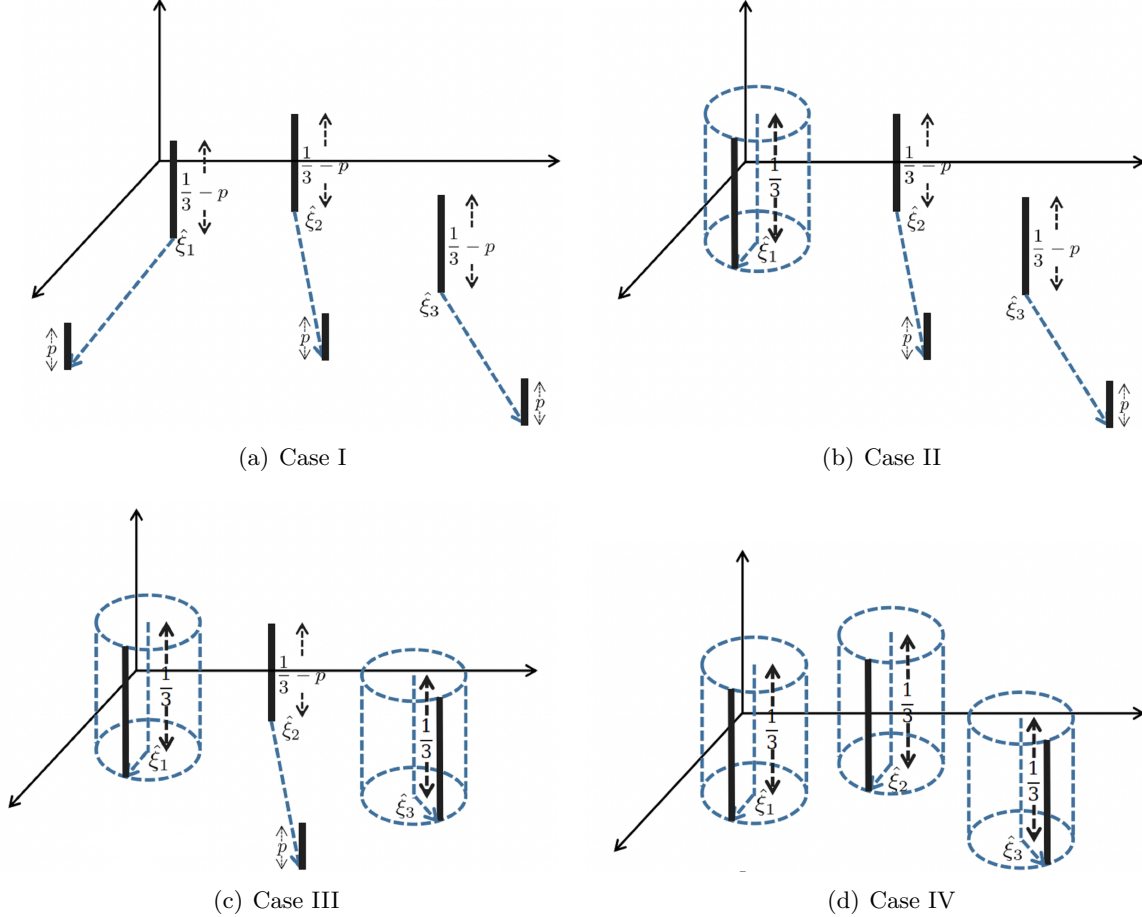 1/3 − p
ξ̂₁
p
1/3 − p
ξ̂₂
p
1/3 − p
ξ̂₃
p
(a) Case I
1/3
ξ̂₁
1/3 − p
ξ̂₂
p
1/3 − p
ξ̂₃
p
(b) Case II
1/3
ξ̂₁
1/3 − p
ξ̂₂
p
1/3
ξ̂₃
(c) Case III
1/3
ξ̂₁
1/3
ξ̂₂
1/3
ξ̂₃
(d) Case IV